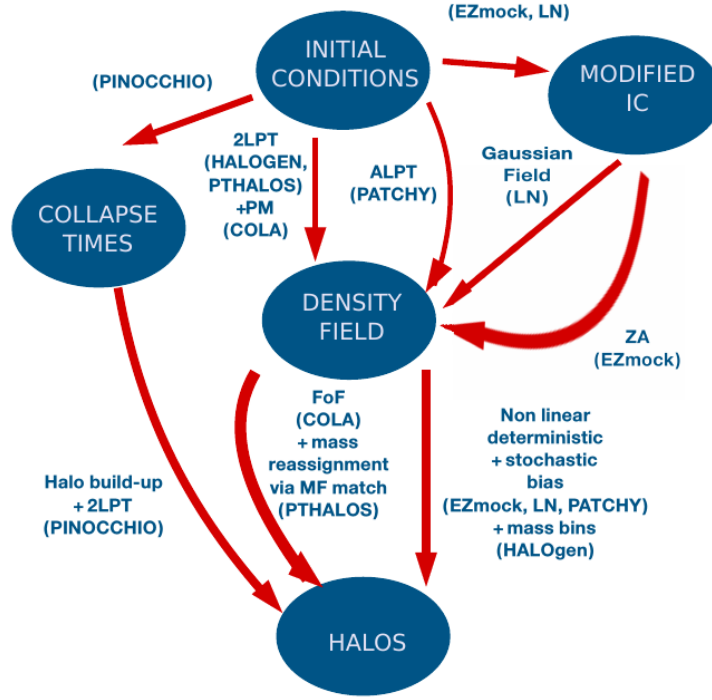 (EZmock, LN)
INITIAL
CONDITIONS
MODIFIED
IC
(PINOCCHIO)
2LPT
(HALOGEN,
PTHALOS)
+PM
(COLA)
ALPT
(PATCHY)
Gaussian
Field
(LN)
COLLAPSE
TIMES
DENSITY
FIELD
ZA
(EZmock)
FoF
(COLA)
+ mass
reassignment
via MF match
(PTHALOS)
Non linear
deterministic
+ stochastic
bias
(EZmock, LN, PATCHY)
+ mass bins
(HALOgen)
Halo build-up
+ 2LPT
(PINOCCHIO)
HALOS